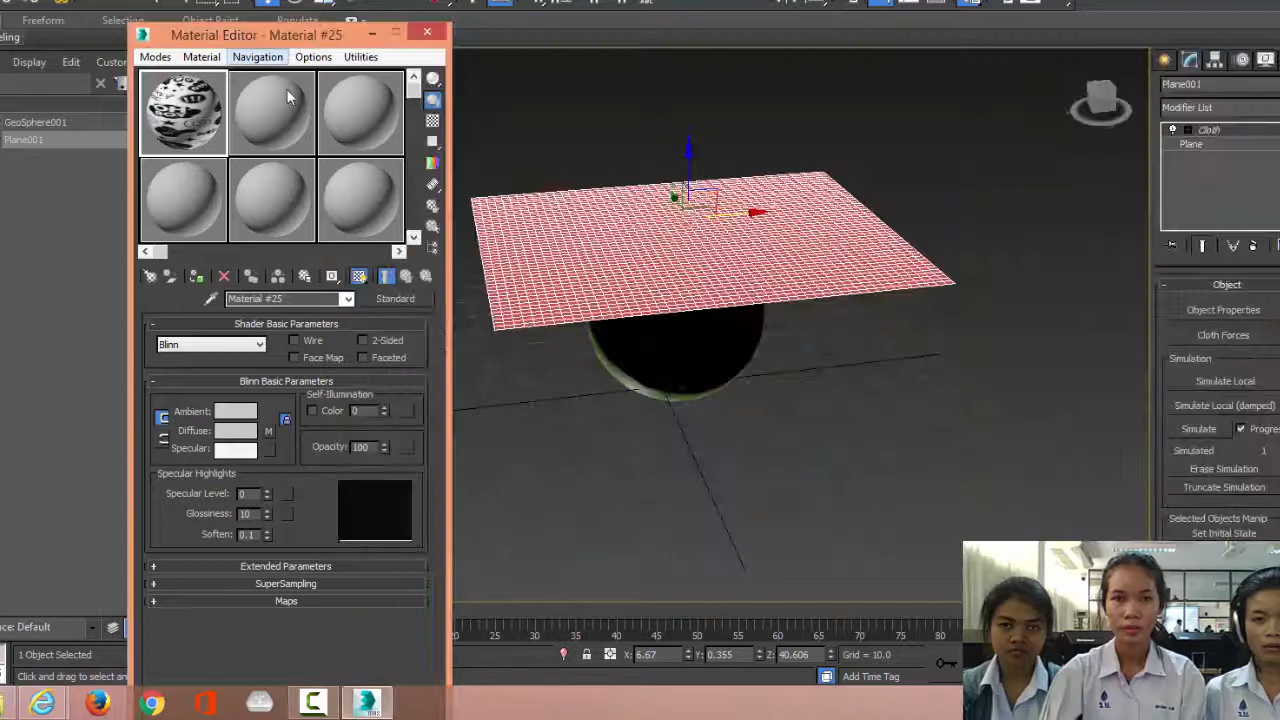 Freeform
Selection
Object Paint
Populate
eling
Material Editor - Material #25
Modes Material Navigation Options Utilities
Display Edit Custom
GeoSphere001
Plane001
Material #25
Standard
Shader Basic Parameters
Blinn
Wire
2-Sided
Face Map
Faceted
Blinn Basic Parameters
Self-Illumination
Ambient:
Color 0
Diffuse:
M
Specular:
Opacity: 100
Specular Highlights
Specular Level: 0
Glossiness: 10
Soften: 0.1
Extended Parameters
SuperSampling
Maps
Plane001
Modifier List
Cloth
Plane
Object
Object Properties
Cloth Forces
Simulation
Simulate Local
Simulate Local (damped)
Simulate
Progres
Simulated 1
Erase Simulation
Truncate Simulation
Selected Objects Manip
Set Initial State
20 25 30 35 40 45 50 55 60 65 70 75 80
ce: Default
1 Object Selected
X: 6.67 Y: 0.355 Z: 40.606 Grid = 10.0
Click and drag to select an
Add Time Tag